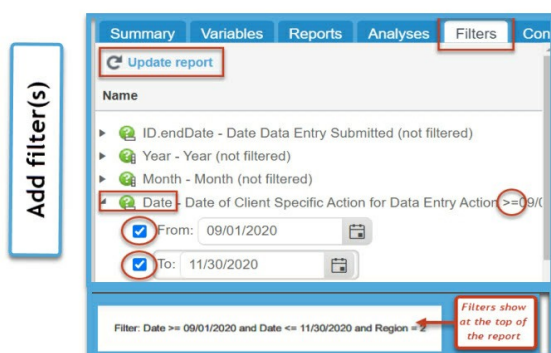 Add filter(s)
Summary Variables Reports Analyses Filters Con
Update report
Name
ID.endDate - Date Data Entry Submitted (not filtered)
Year - Year (not filtered)
Month - Month (not filtered)
Date - Date of Client Specific Action for Data Entry Action >=09/0
From: 09/01/2020
To: 11/30/2020
Filter: Date >= 09/01/2020 and Date <= 11/30/2020 and Region = 2
Filters show
at the top of
the report